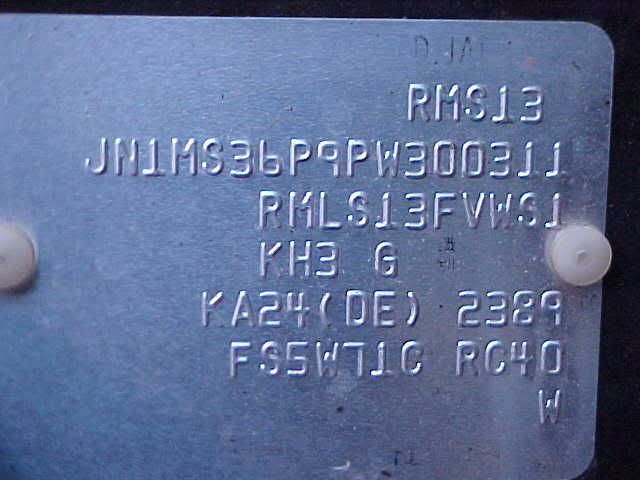 RMS13
JN1MS36P9PW300311
RMLS13FVWS1
KH3 G
KA24(DE) 2389
FS5W71C RC40
W